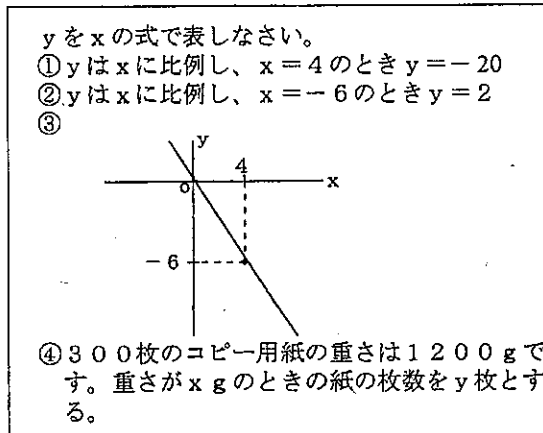 yをxの式で表しなさい。
①yはxに比例し、x＝4のときy＝－20
②yはxに比例し、x＝－6のときy＝2
③
y
4
o
x
－6
④３００枚のコピー用紙の重さは１２００gで
す。重さがxgのときの紙の枚数をy枚とす
る。